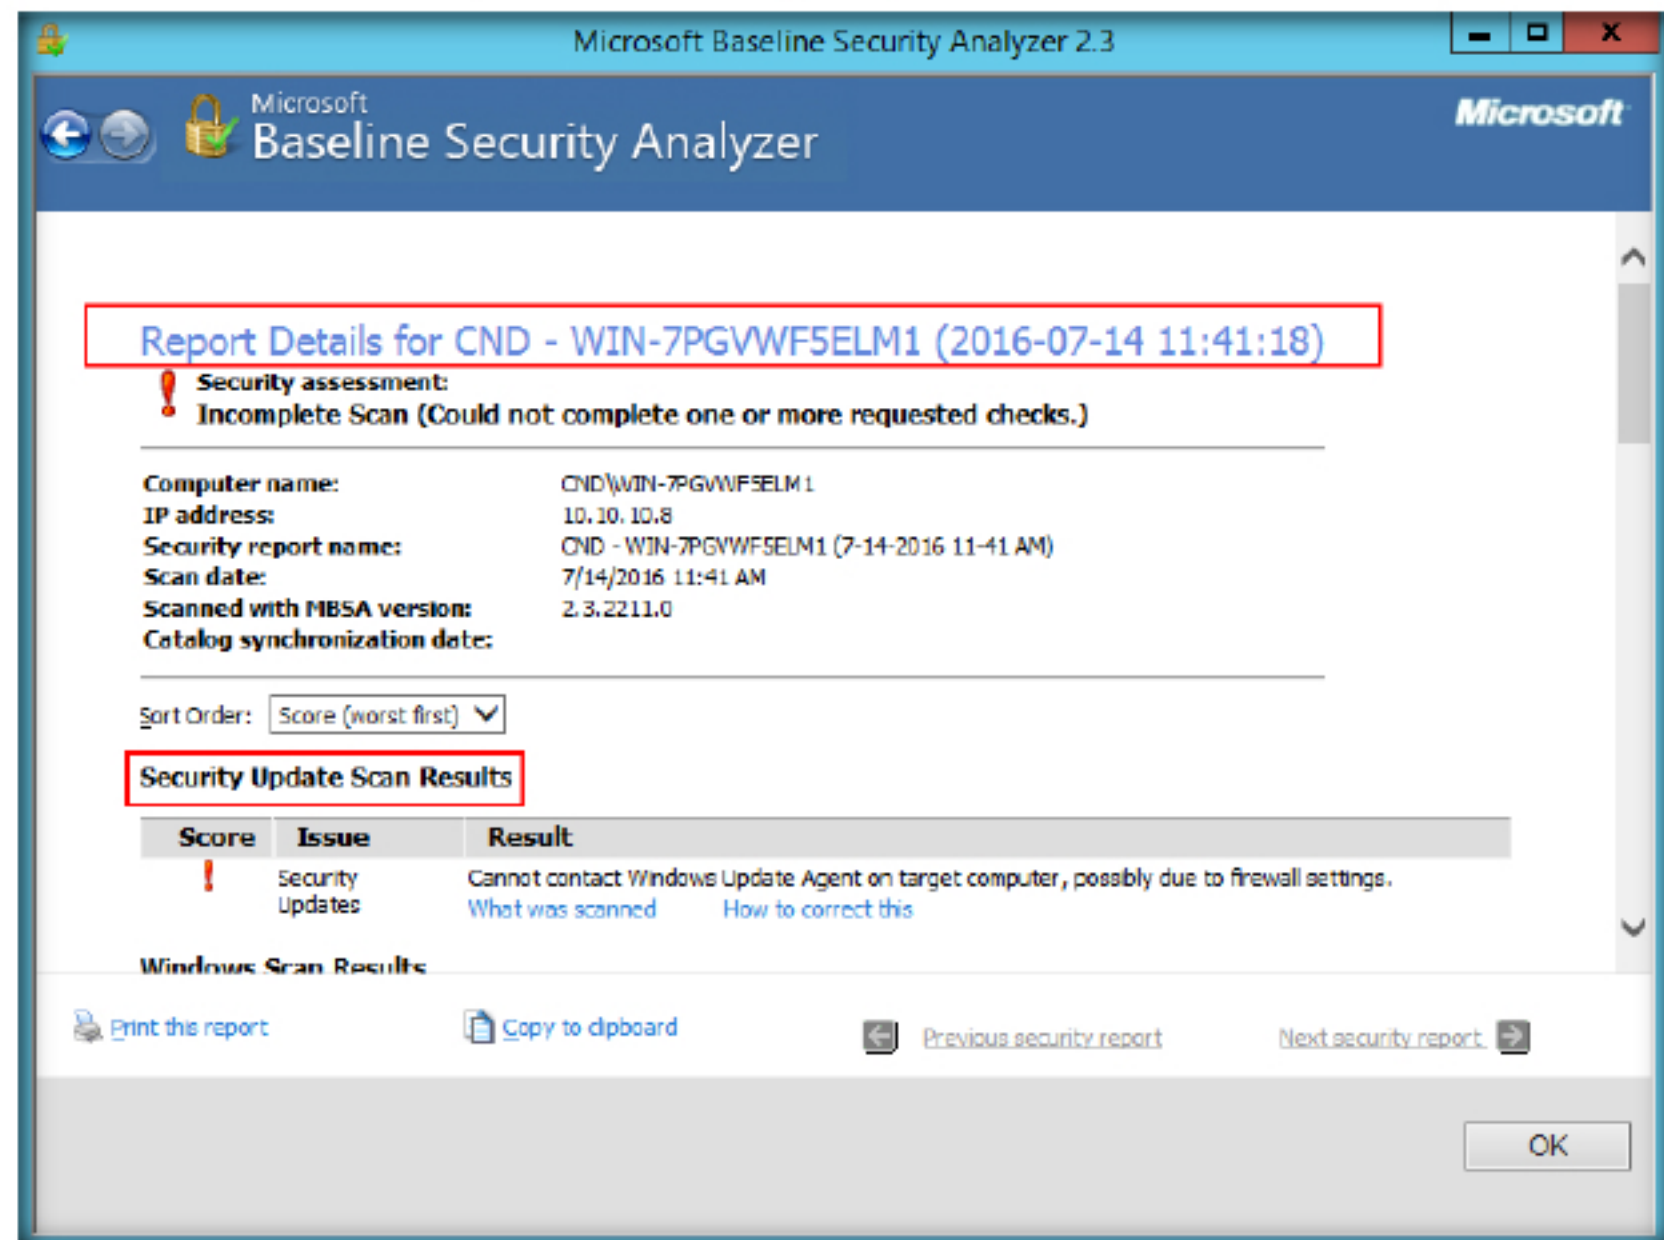 Microsoft Baseline Security Analyzer 2.3
Microsoft
Baseline Security Analyzer
Microsoft
Report Details for CND - WIN-7PGVWF5ELM1 (2016-07-14 11:41:18)
Security assessment:
Incomplete Scan (Could not complete one or more requested checks.)
Computer name: CND\WIN-7PGVWF5ELM1
IP address: 10.10.10.8
Security report name: CND - WIN-7PGVWF5ELM1 (7-14-2016 11-41 AM)
Scan date: 7/14/2016 11:41 AM
Scanned with MBSA version: 2.3.2211.0
Catalog synchronization date:
Sort Order: Score (worst first)
Security Update Scan Results
Score Issue Result
Security Cannot contact Windows Update Agent on target computer, possibly due to firewall settings.
Updates What was scanned How to correct this
Windows Scan Results
Print this report Copy to clipboard Previous security report Next security report
OK